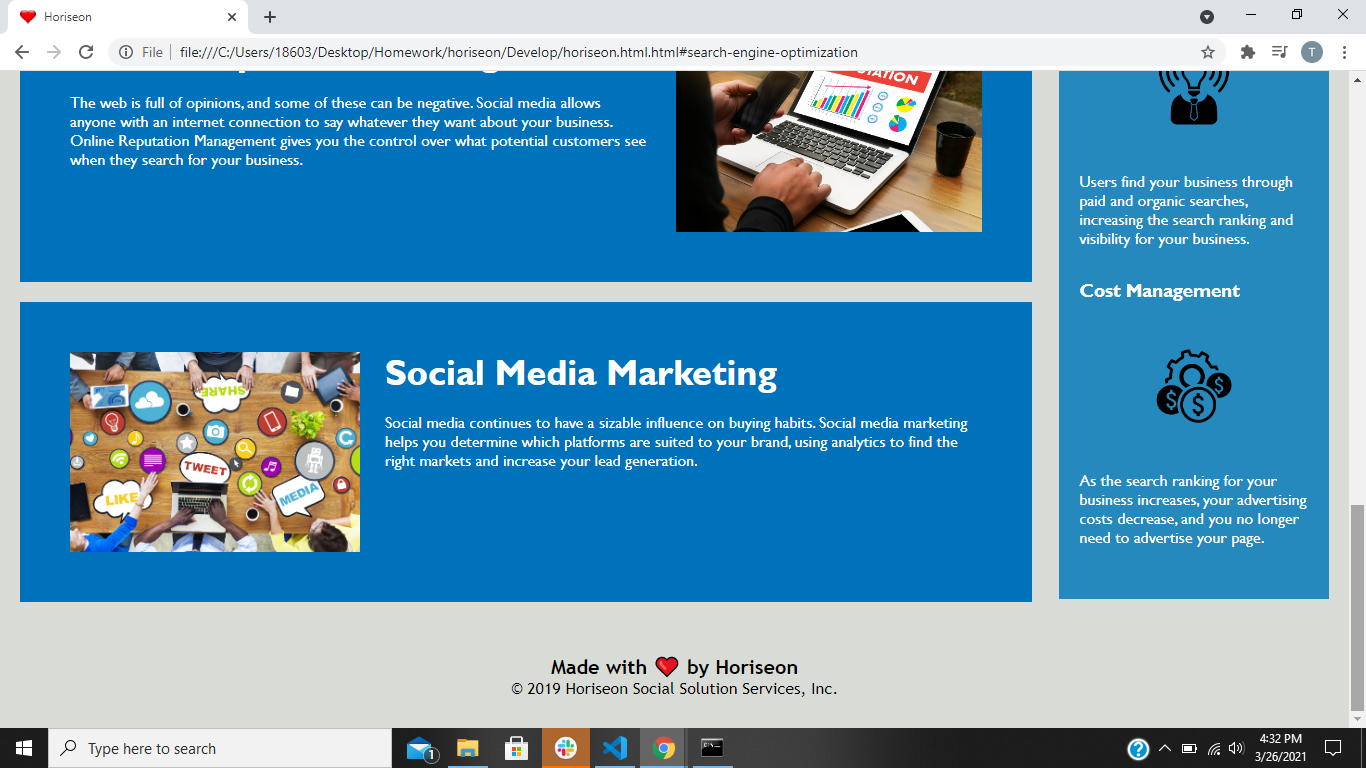 Horiseon
File
file:///C:/Users/18603/Desktop/Homework/horiseon/Develop/horiseon.html.html#search-engine-optimization
T
The web is full of opinions, and some of these can be negative. Social media allows
anyone with an internet connection to say whatever they want about your business.
Online Reputation Management gives you the control over what potential customers see
when they search for your business.
Users find your business through
paid and organic searches,
increasing the search ranking and
visibility for your business.
Cost Management
As the search ranking for your
business increases, your advertising
costs decrease, and you no longer
need to advertise your page.
SHARE
TWEET
LIKE
MEDIA
Social Media Marketing
Social media continues to have a sizable influence on buying habits. Social media marketing
helps you determine which platforms are suited to your brand, using analytics to find the
right markets and increase your lead generation.
Made with ❤️ by Horiseon
© 2019 Horiseon Social Solution Services, Inc.
Type here to search
1
4:32 PM
3/26/2021